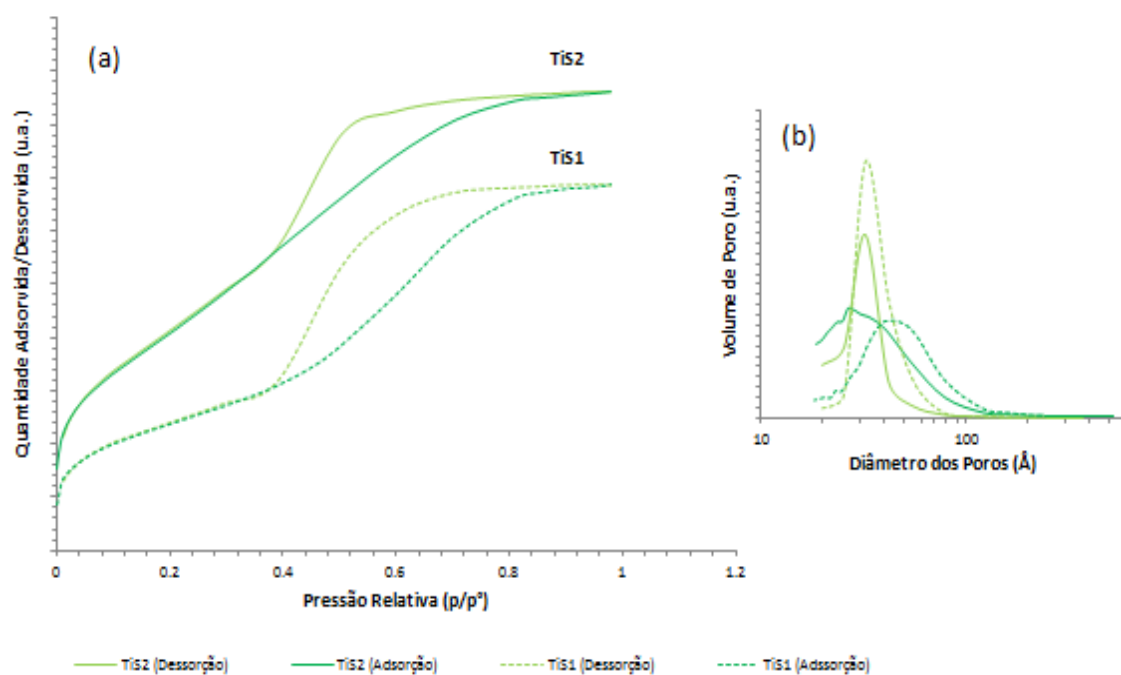 (a)
TiS2
TiS1
Quantidade Adsorvida/Dessorvida (u.a.)
0 0.2 0.4 0.6 0.8 1 1.2
Pressão Relativa (p/p°)
(b)
Volume de Poro (u.a.)
10 100
Diâmetro dos Poros (Å)
TiS2 (Dessorção) TiS2 (Adsorção) TiS1 (Dessorção) TiS1 (Adssorção)